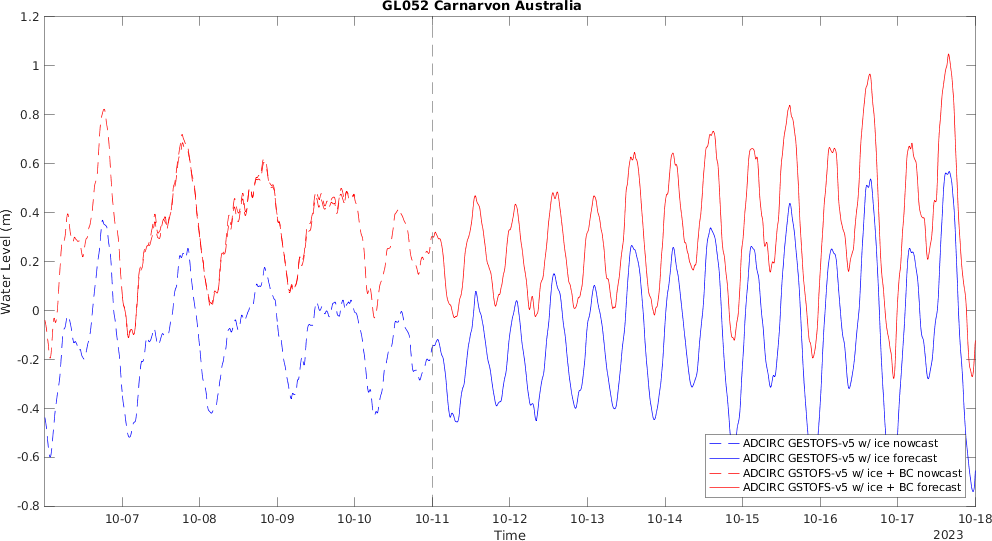 GL052 Carnarvon Australia
1.2
1
0.8
0.6
0.4
0.2
0
-0.2
-0.4
-0.6
-0.8
Water Level (m)
ADCIRC GESTOFS-v5 w/ ice nowcast
ADCIRC GESTOFS-v5 w/ ice forecast
ADCIRC GSTOFS-v5 w/ ice + BC nowcast
ADCIRC GSTOFS-v5 w/ ice + BC forecast
10-07 10-08 10-09 10-10 10-11 10-12 10-13 10-14 10-15 10-16 10-17 10-18
Time
2023